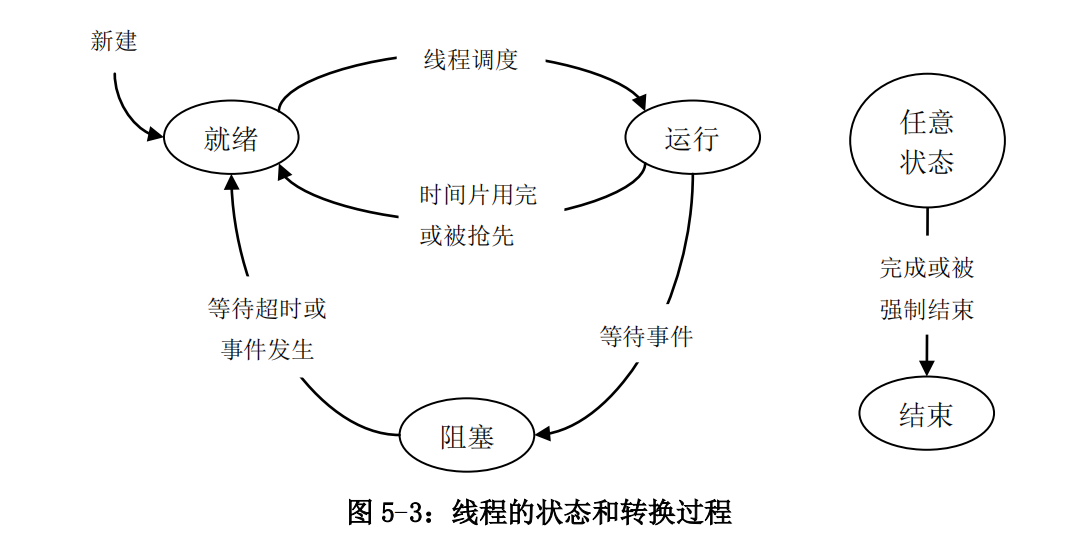 新建
线程调度
就绪
运行
任意
状态
时间片用完
或被抢先
完成或被
强制结束
等待超时或
事件发生
等待事件
阻塞
结束
图 5-3：线程的状态和转换过程